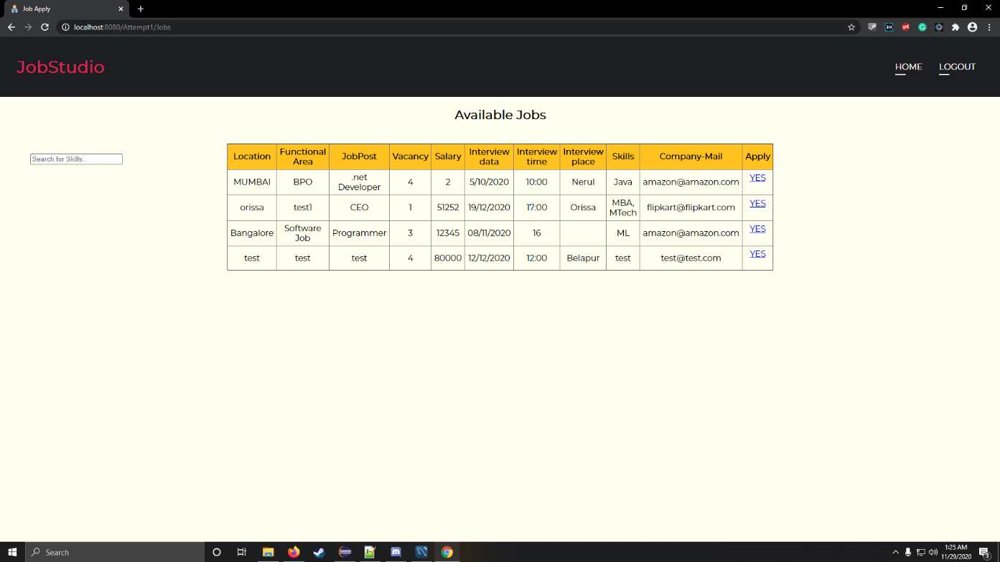 Job Apply
localhost:8080/Attempt1/Jobs
JobStudio
HOME LOGOUT
Available Jobs
Search for Skills..
Location Functional Area JobPost Vacancy Salary Interview data Interview time Interview place Skills Company-Mail Apply
MUMBAI BPO .net Developer 4 2 5/10/2020 10:00 Nerul Java amazon@amazon.com YES
orissa test1 CEO 1 51252 19/12/2020 17:00 Orissa MBA, MTech flipkart@flipkart.com YES
Bangalore Software Job Programmer 3 12345 08/11/2020 16 ML amazon@amazon.com YES
test test test 4 80000 12/12/2020 12:00 Belapur test test@test.com YES
Search
1:25 AM
11/29/2020
3